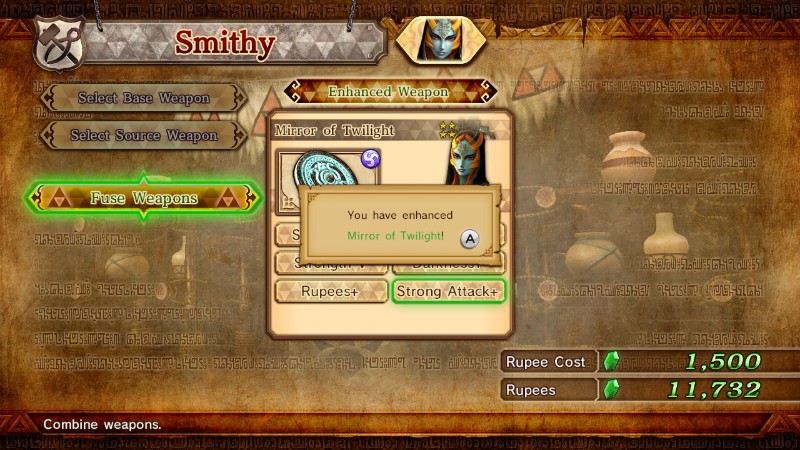 Smithy
Select Base Weapon
Select Source Weapon
Fuse Weapons
Enhanced Weapon
Mirror of Twilight
You have enhanced
Mirror of Twilight!
A
Rupees+
Strong Attack+
Rupee Cost 1,500
Rupees 11,732
Combine weapons.